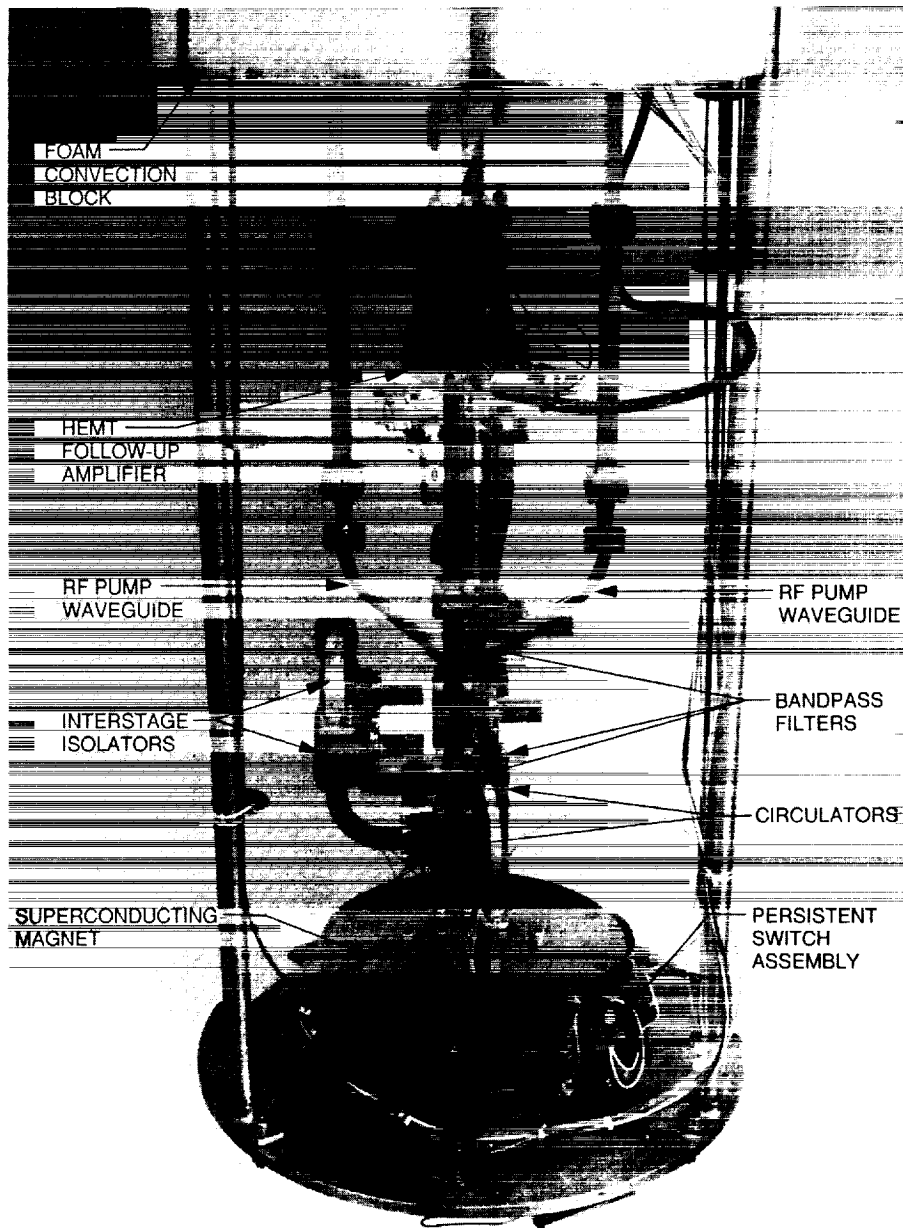 FOAM
CONVECTION
BLOCK
HEMT
FOLLOW-UP
AMPLIFIER
RF PUMP
WAVEGUIDE
RF PUMP
WAVEGUIDE
INTERSTAGE
ISOLATORS
BANDPASS
FILTERS
CIRCULATORS
SUPERCONDUCTING
MAGNET
PERSISTENT
SWITCH
ASSEMBLY